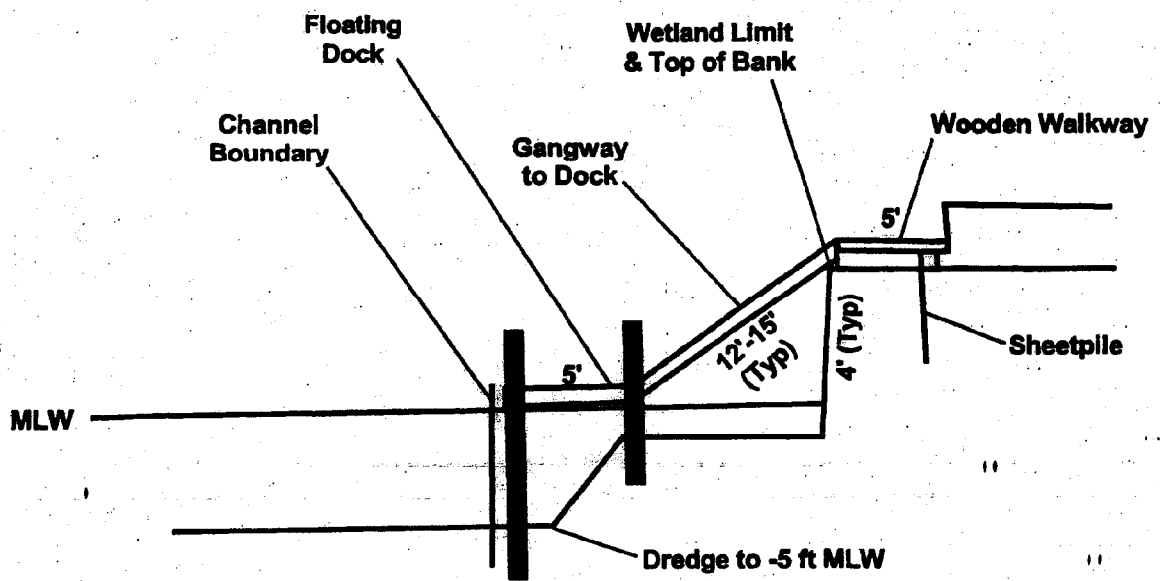 Floating
Dock
Wetland Limit
& Top of Bank
Channel
Boundary
Gangway
to Dock
Wooden Walkway
5'
12'-15'
(Typ)
4' (Typ)
Sheetpile
5'
MLW
Dredge to -5 ft MLW